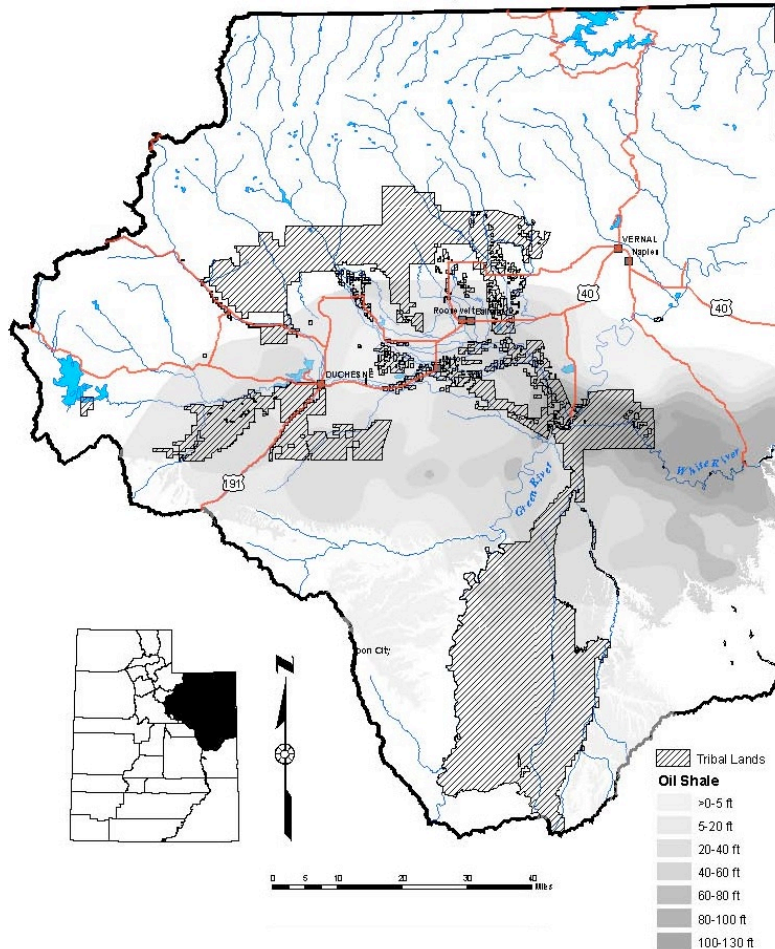 VERNAL
Naples
40
40
Roosevelt
DUCHESNE
White River
Green River
191
N
Tribal Lands
Oil Shale
>0-5 ft
5-20 ft
20-40 ft
40-60 ft
60-80 ft
80-100 ft
100-130 ft
0 5 10 20 30 40
Miles